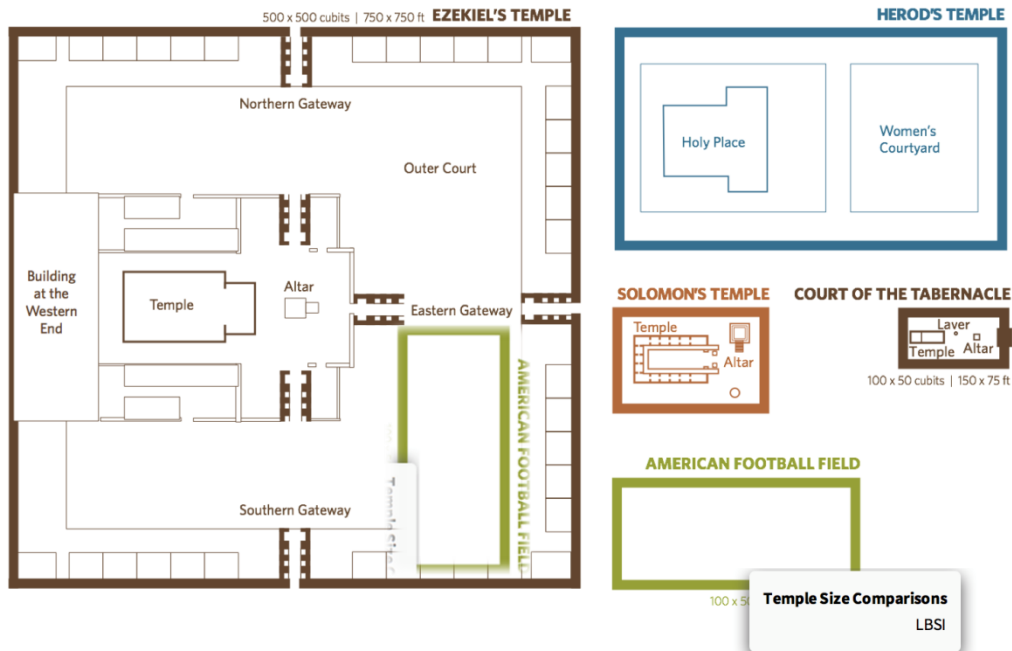 500 x 500 cubits | 750 x 750 ft EZEKIEL'S TEMPLE
Northern Gateway
Outer Court
Building
at the
Western
End
Temple
Altar
Eastern Gateway
AMERICAN FOOTBALL FIELD
Southern Gateway
HEROD'S TEMPLE
Holy Place
Women's
Courtyard
SOLOMON'S TEMPLE
Temple
Altar
COURT OF THE TABERNACLE
Laver
Temple
Altar
100 x 50 cubits | 150 x 75 ft
AMERICAN FOOTBALL FIELD
100 x 5
Temple Size Comparisons
LBSI